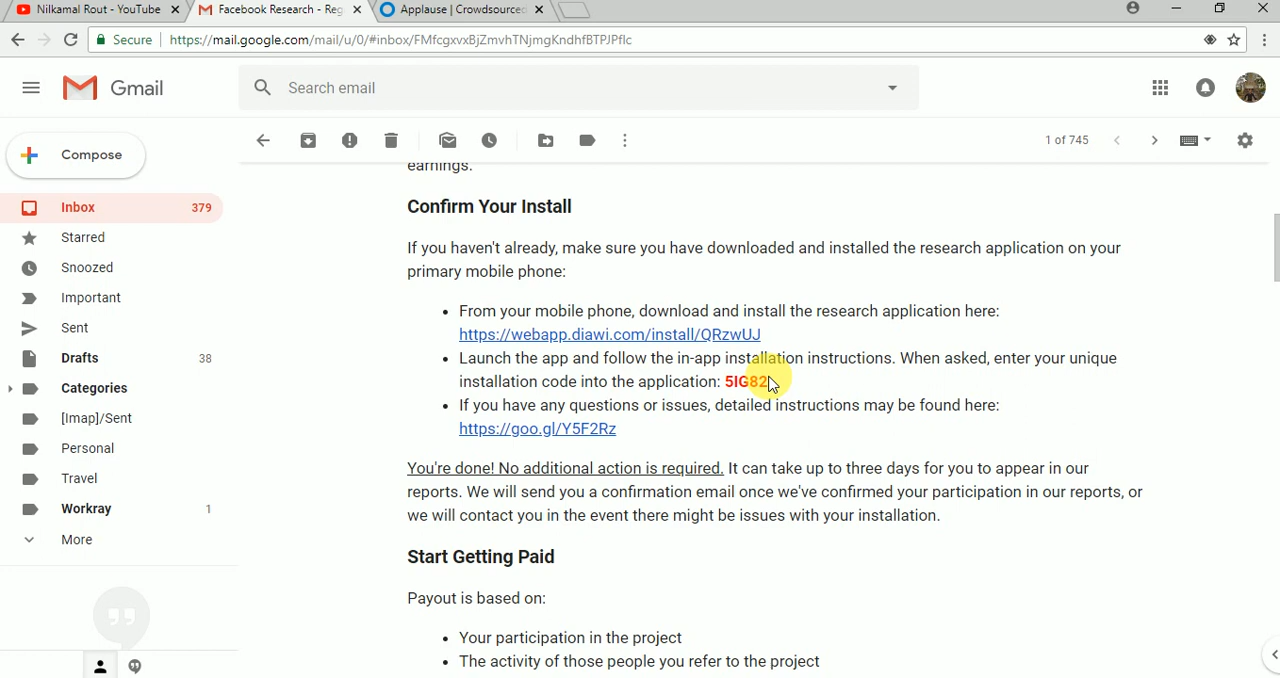 Nilkamal Rout - YouTube
Facebook Research - Reg
Applause | Crowdsourced
Secure
https://mail.google.com/mail/u/0/#inbox/FMfcgxvxBjZmvhTNjmgKndhfBTPJPflc
Gmail
Search email
Compose
1 of 745
Inbox 379
Starred
Snoozed
Important
Sent
Drafts 38
Categories
[Imap]/Sent
Personal
Travel
Workray 1
More
earnings.
Confirm Your Install
If you haven't already, make sure you have downloaded and installed the research application on your
primary mobile phone:
• From your mobile phone, download and install the research application here:
https://webapp.diawi.com/install/QRzwUJ
• Launch the app and follow the in-app installation instructions. When asked, enter your unique
installation code into the application: 5IG82
• If you have any questions or issues, detailed instructions may be found here:
https://goo.gl/Y5F2Rz
You're done! No additional action is required. It can take up to three days for you to appear in our
reports. We will send you a confirmation email once we've confirmed your participation in our reports, or
we will contact you in the event there might be issues with your installation.
Start Getting Paid
Payout is based on:
• Your participation in the project
• The activity of those people you refer to the project